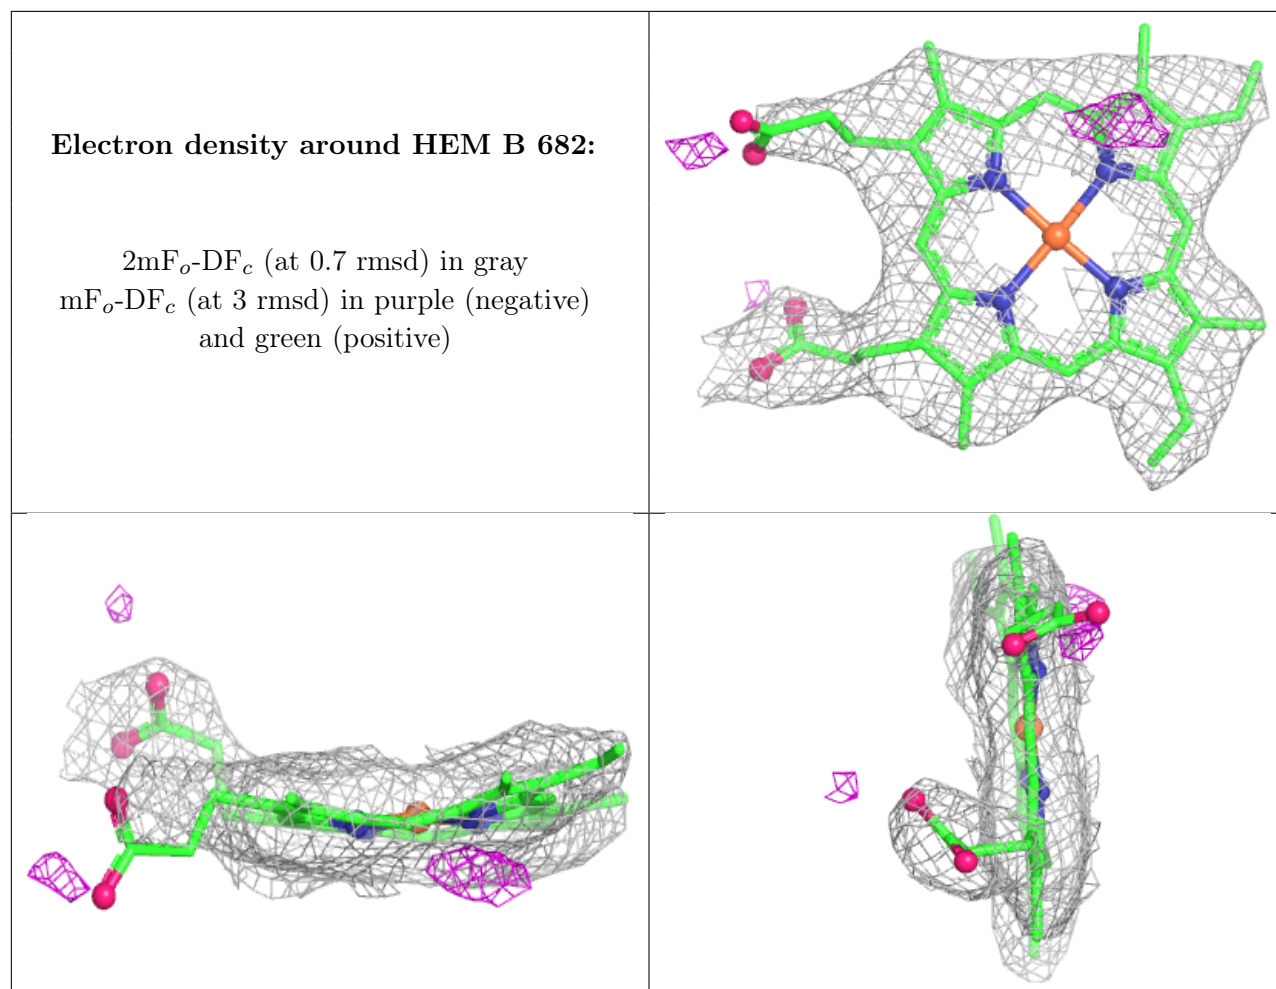 Electron density around HEM B 682:
2mFₒ-DF𝒸 (at 0.7 rmsd) in gray
mFₒ-DF𝒸 (at 3 rmsd) in purple (negative)
and green (positive)